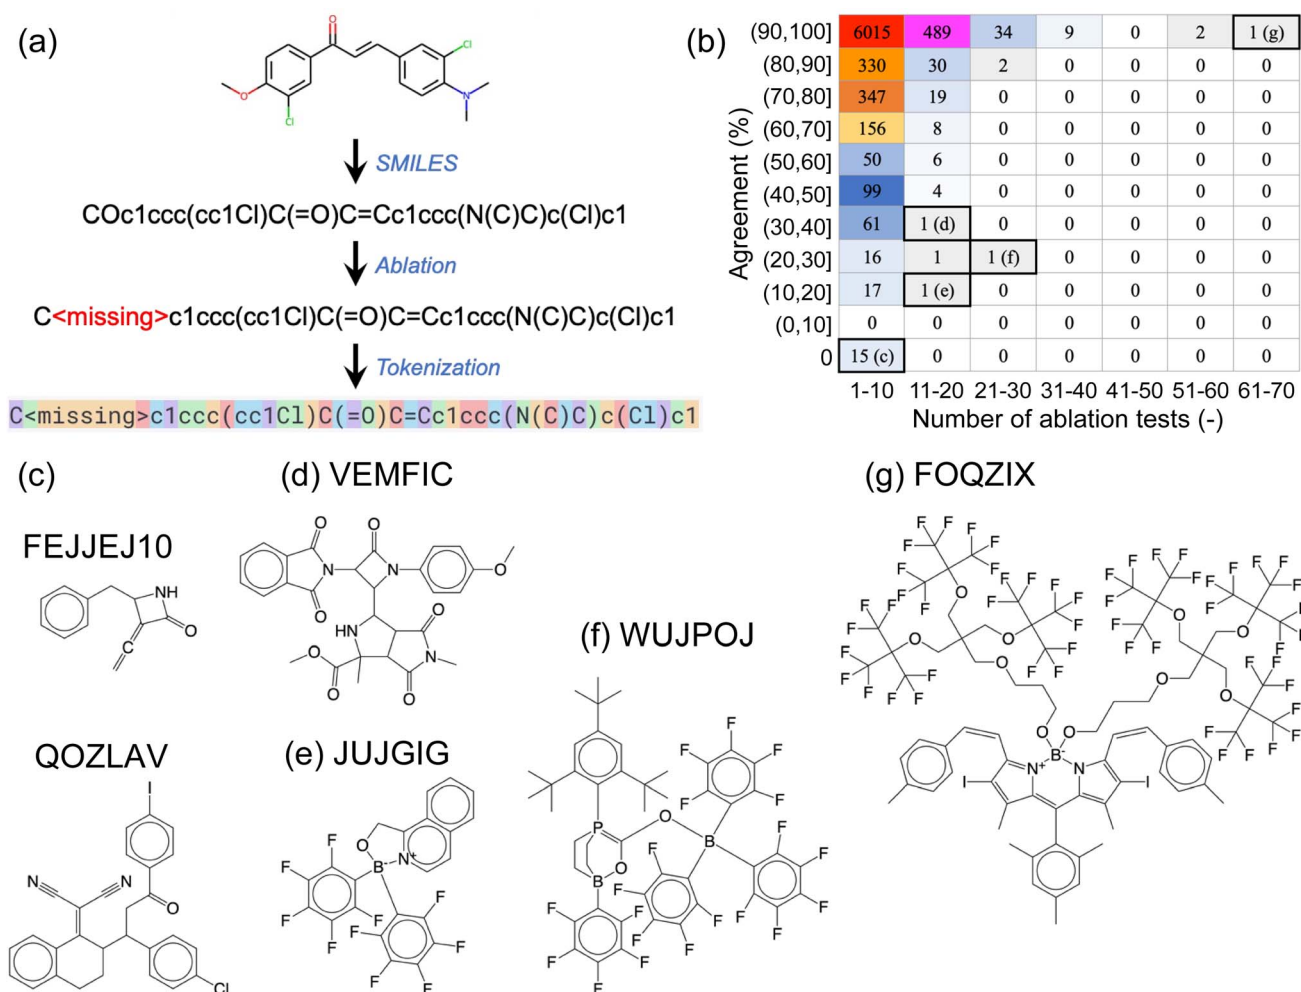 (a)
SMILES
COc1ccc(cc1Cl)C(=O)C=Cc1ccc(N(C)C)c(Cl)c1
Ablation
C<missing>c1ccc(cc1Cl)C(=O)C=Cc1ccc(N(C)C)c(Cl)c1
Tokenization
C<missing>c1ccc(cc1Cl)C(=O)C=Cc1ccc(N(C)C)c(Cl)c1
(b)
Agreement (%)
(90,100] 6015 489 34 9 0 2 1 (g)
(80,90] 330 30 2 0 0 0 0
(70,80] 347 19 0 0 0 0 0
(60,70] 156 8 0 0 0 0 0
(50,60] 50 6 0 0 0 0 0
(40,50] 99 4 0 0 0 0 0
(30,40] 61 1 (d) 0 0 0 0 0
(20,30] 16 1 1 (f) 0 0 0 0
(10,20] 17 1 (e) 0 0 0 0 0
(0,10] 0 0 0 0 0 0 0
0 15 (c) 0 0 0 0 0 0
1-10 11-20 21-30 31-40 41-50 51-60 61-70
Number of ablation tests (-)
(c)
FEJJEJ10
QOZLAV
(d) VEMFIC
(e) JUJGIG
(f) WUJPOJ
(g) FOQZIX